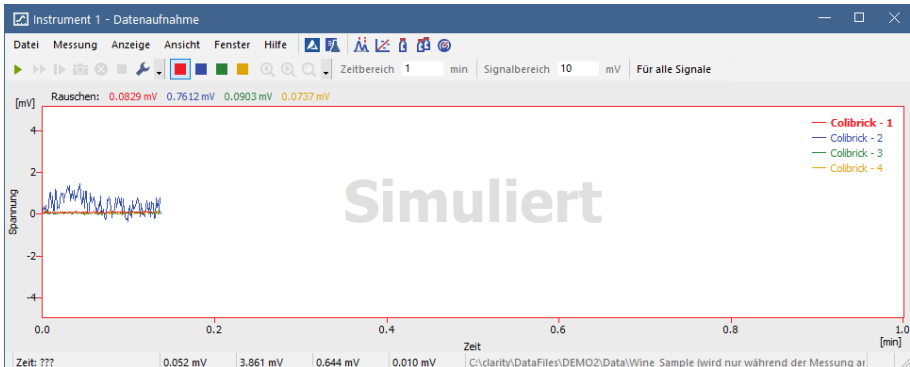 Instrument 1 - Datenaufnahme
Datei Messung Anzeige Ansicht Fenster Hilfe
Zeitbereich 1 min Signalbereich 10 mV Für alle Signale
Rauschen: 0.0829 mV 0.7612 mV 0.0903 mV 0.0737 mV
[mV]
Colibrick - 1
4
Colibrick - 2
Colibrick - 3
Colibrick - 4
2
Simuliert
Spannung
0
-2
-4
0.0 0.2 0.4 0.6 0.8 1.0
Zeit [min]
Zeit: ??? 0.052 mV 3.861 mV 0.644 mV 0.010 mV C:\clarity\DataFiles\DEMO2\Data\Wine_Sample (wird nur während der Messung